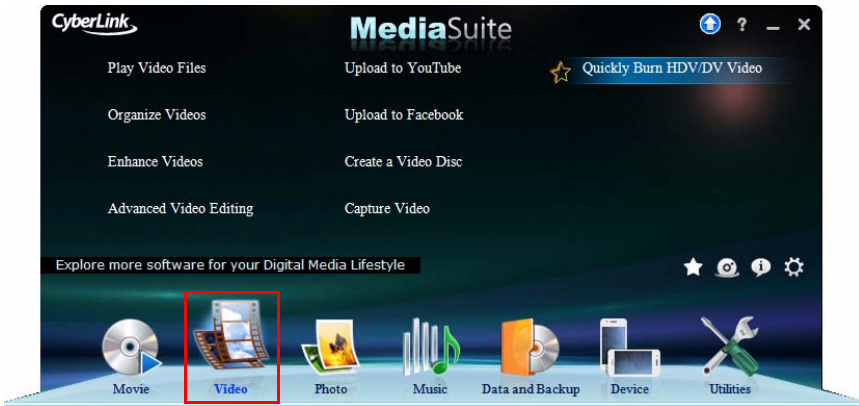 CyberLink
MediaSuite
?
Play Video Files
Upload to YouTube
Quickly Burn HDV/DV Video
Organize Videos
Upload to Facebook
Enhance Videos
Create a Video Disc
Advanced Video Editing
Capture Video
Explore more software for your Digital Media Lifestyle
Movie
Video
Photo
Music
Data and Backup
Device
Utilities